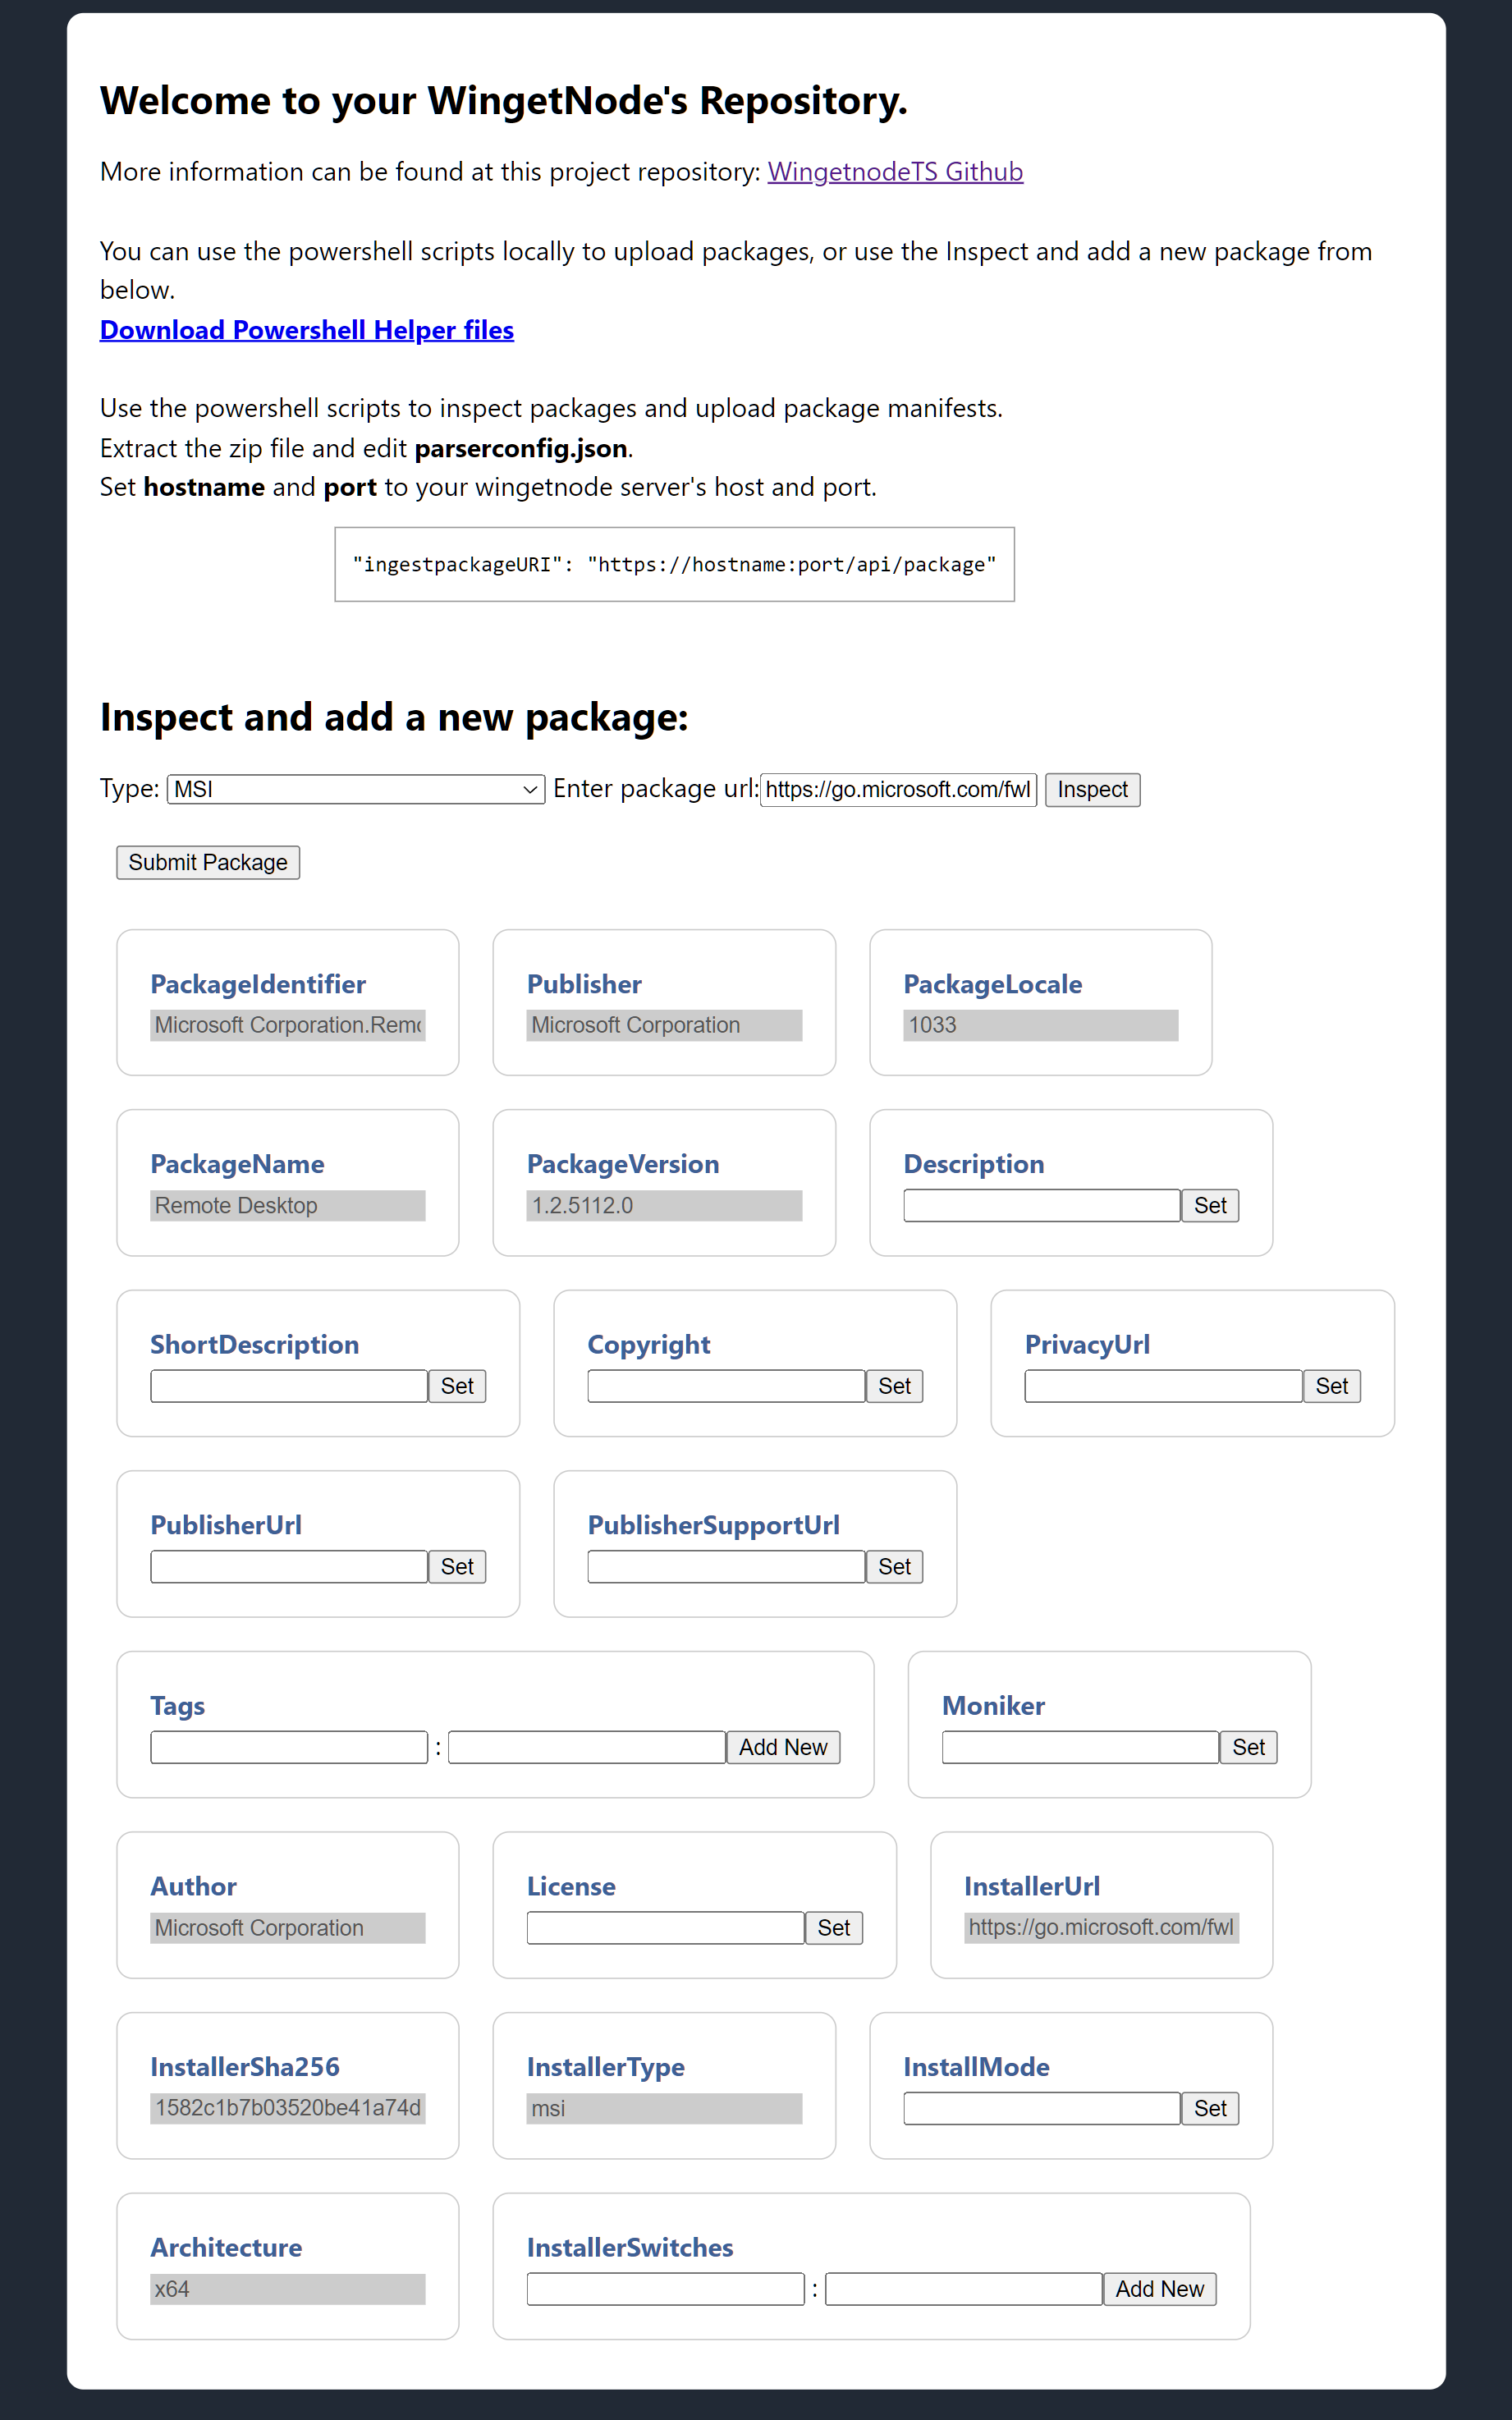 Welcome to your WingetNode's Repository.
More information can be found at this project repository: WingetnodeTS Github
You can use the powershell scripts locally to upload packages, or use the Inspect and add a new package from
below.
Download Powershell Helper files
Use the powershell scripts to inspect packages and upload package manifests.
Extract the zip file and edit parserconfig.json.
Set hostname and port to your wingetnode server's host and port.
"ingestpackageURI": "https://hostname:port/api/package"
Inspect and add a new package:
Type: MSI Enter package url: https://go.microsoft.com/fwl Inspect
Submit Package
PackageIdentifier Publisher PackageLocale
Microsoft Corporation.Remo Microsoft Corporation 1033
PackageName PackageVersion Description
Remote Desktop 1.2.5112.0 Set
ShortDescription Copyright PrivacyUrl
Set Set Set
PublisherUrl PublisherSupportUrl
Set Set
Tags Moniker
: Add New Set
Author License InstallerUrl
Microsoft Corporation Set https://go.microsoft.com/fwl
InstallerSha256 InstallerType InstallMode
1582c1b7b03520be41a74d msi Set
Architecture InstallerSwitches
x64 : Add New